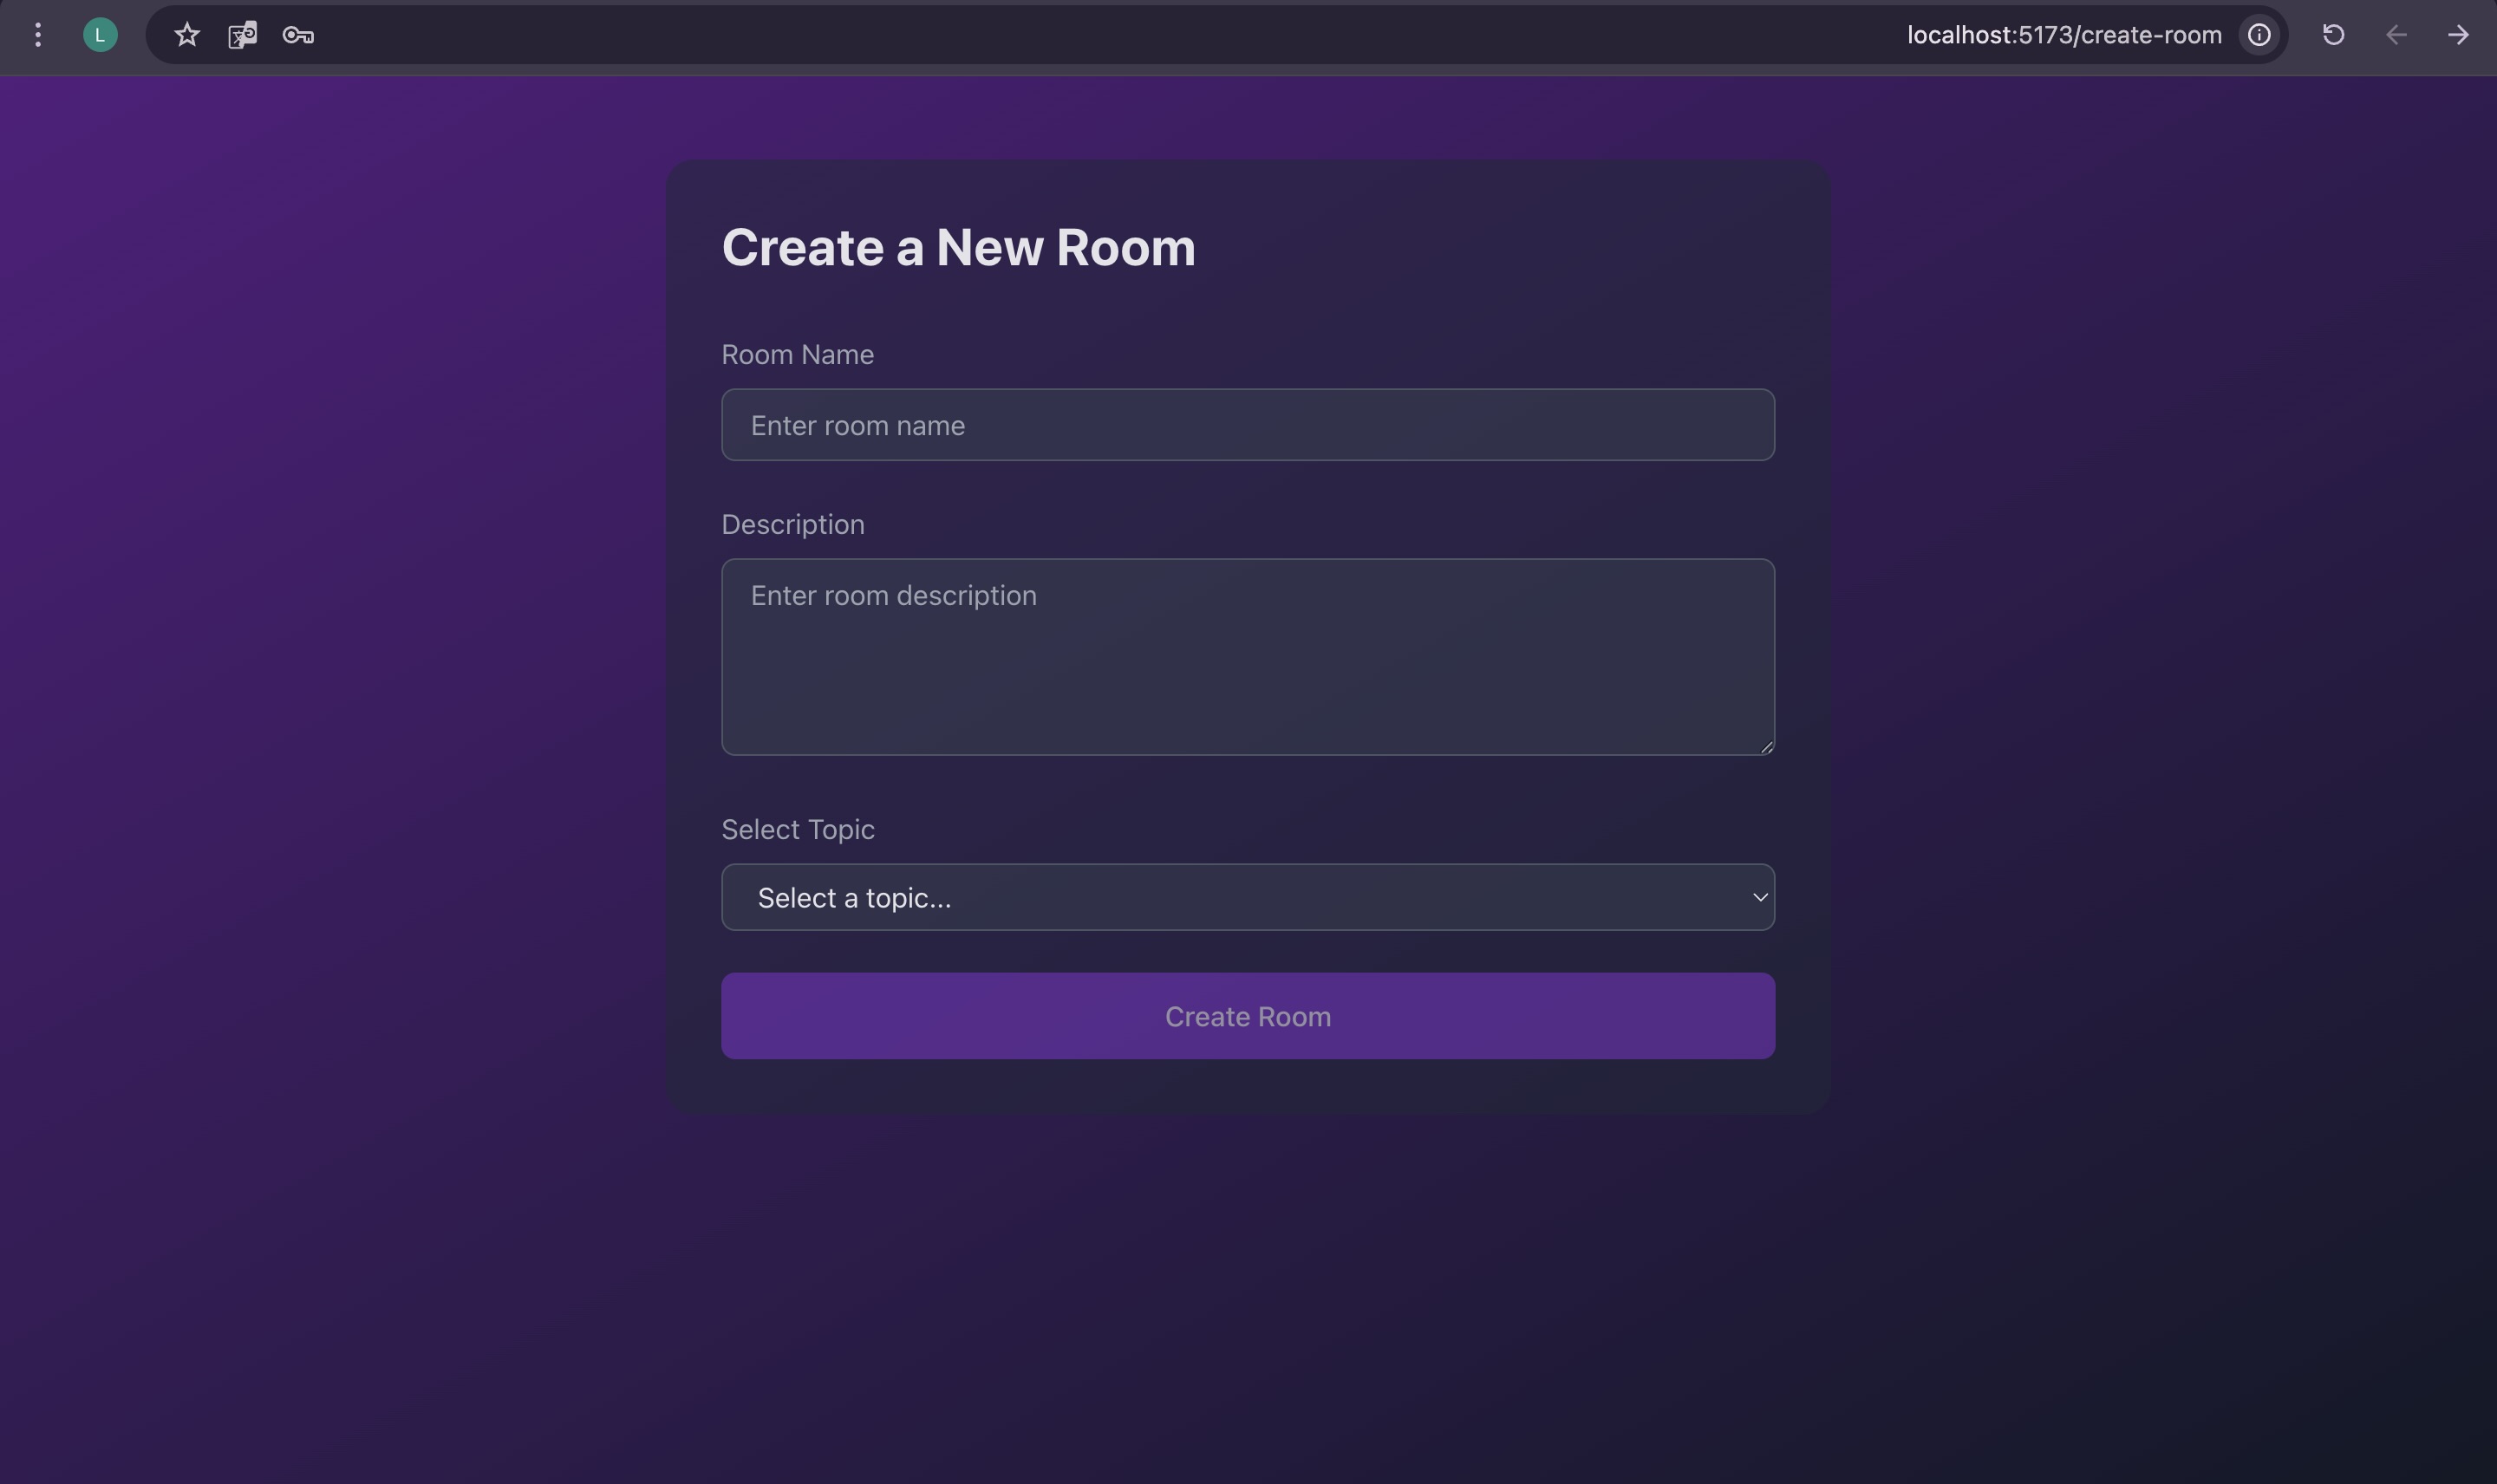 L
localhost:5173/create-room
Create a New Room
Room Name
Enter room name
Description
Enter room description
Select Topic
Select a topic...
Create Room